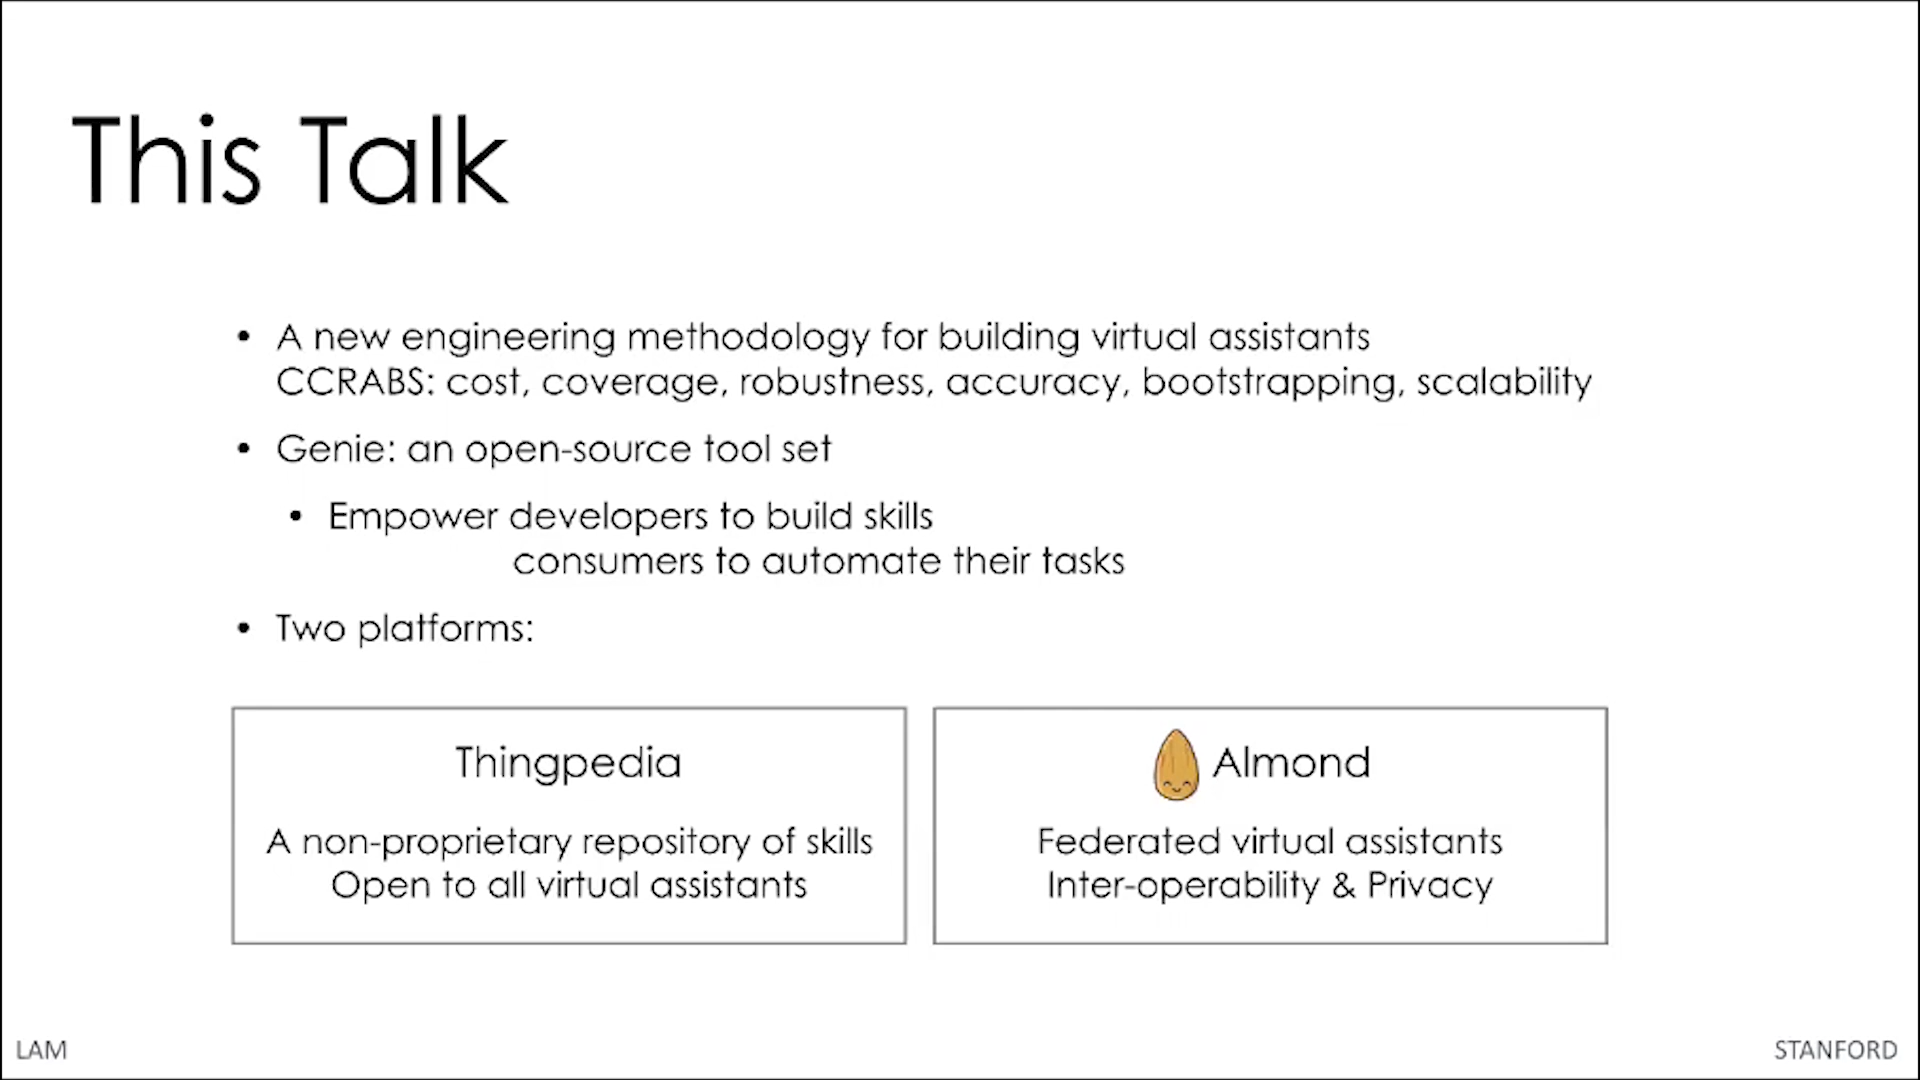 This Talk
• A new engineering methodology for building virtual assistants
CCRABS: cost, coverage, robustness, accuracy, bootstrapping, scalability
• Genie: an open-source tool set
• Empower developers to build skills
consumers to automate their tasks
• Two platforms:
Thingpedia
A non-proprietary repository of skills
Open to all virtual assistants
Almond
Federated virtual assistants
Inter-operability & Privacy
LAM
STANFORD